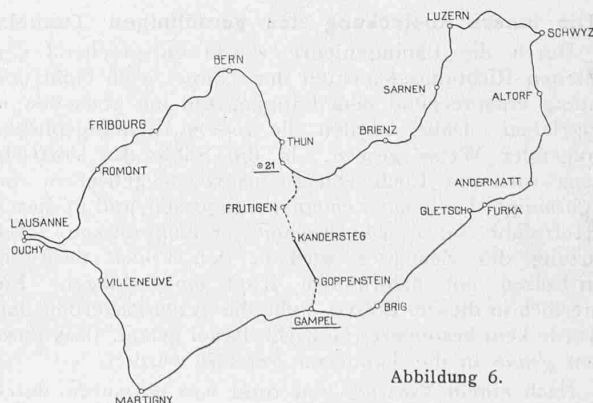 LUZERN
SCHWYZ
BERN
SARNEN
ALTORF
FRIBOURG
THUN
BRIENZ
⊙21
ROMONT
ANDERMATT
FRUTIGEN
GLETSCH
FURKA
LAUSANNE
OUCHY
KANDERSTEG
VILLENEUVE
GOPPENSTEIN
BRIG
GAMPEL
Abbildung 6.
MARTIGNY